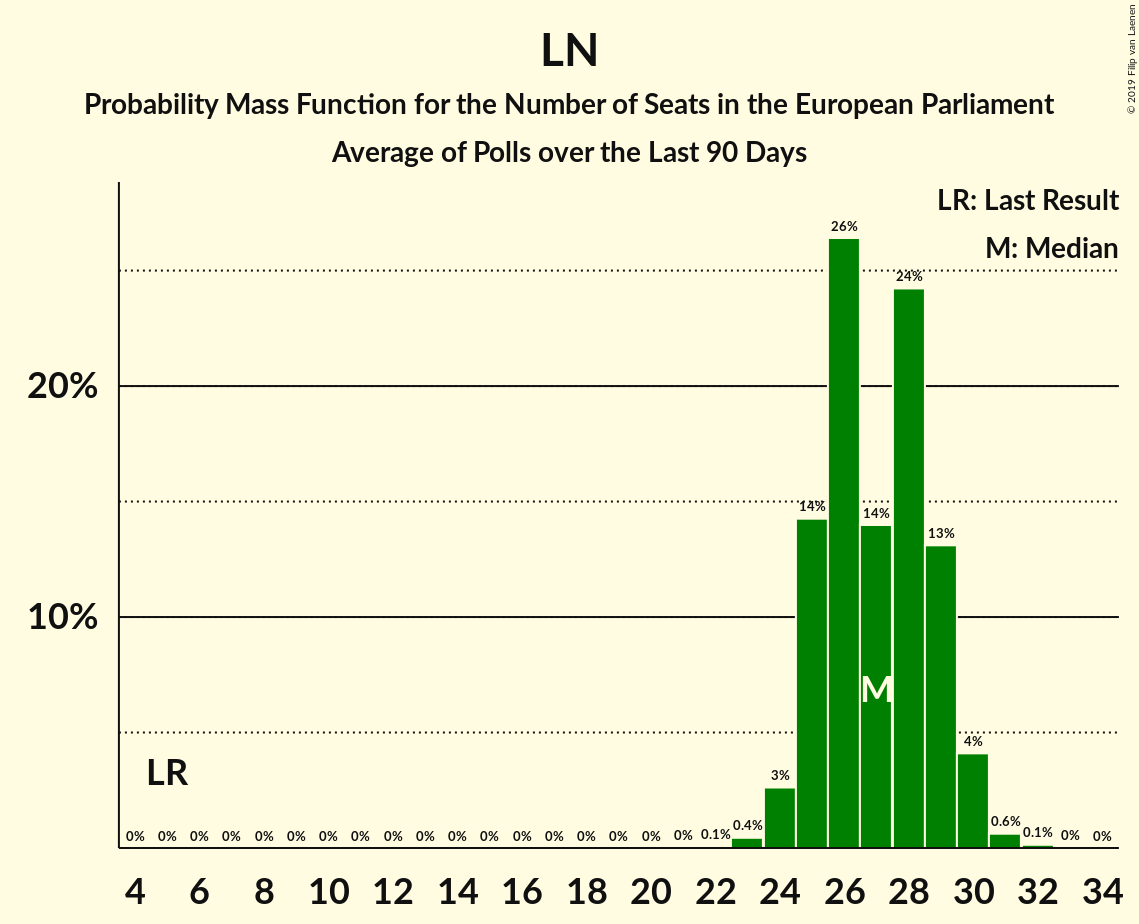 LN
Probability Mass Function for the Number of Seats in the European Parliament
Average of Polls over the Last 90 Days
© 2019 Filip van Laenen
LR: Last Result
M: Median
26%
24%
20%
14%
14%
13%
10%
M
4%
LR
3%
0% 0% 0% 0% 0% 0% 0% 0% 0% 0% 0% 0% 0% 0% 0% 0% 0% 0% 0.1% 0.4% 0.6% 0.1% 0% 0%
4 6 8 10 12 14 16 18 20 22 24 26 28 30 32 34